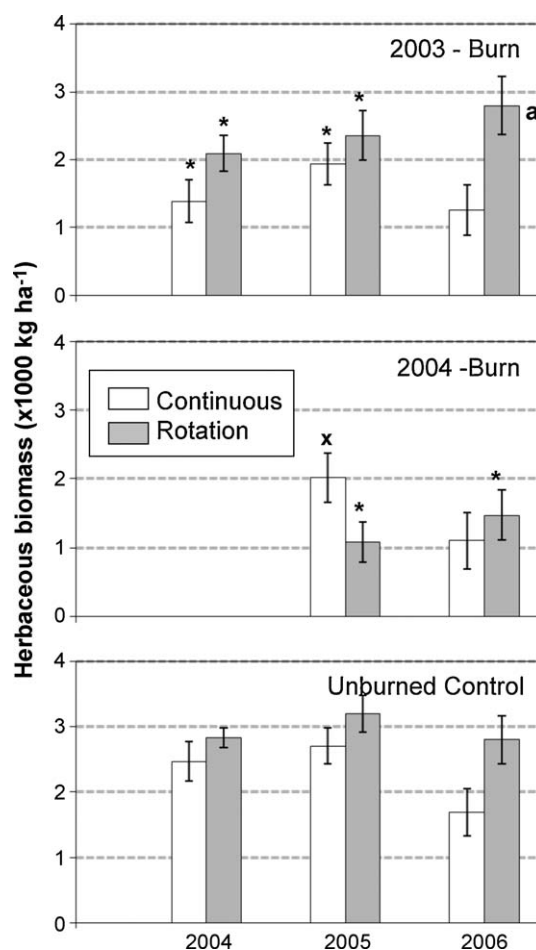 Herbaceous biomass (x1000 kg ha-1)
4
2003 - Burn
3
a
2
1
0
* * * *
4
2004 -Burn
3
Continuous
Rotation
x
2
* *
1
0
4
Unburned Control
3
2
1
0
2004 2005 2006